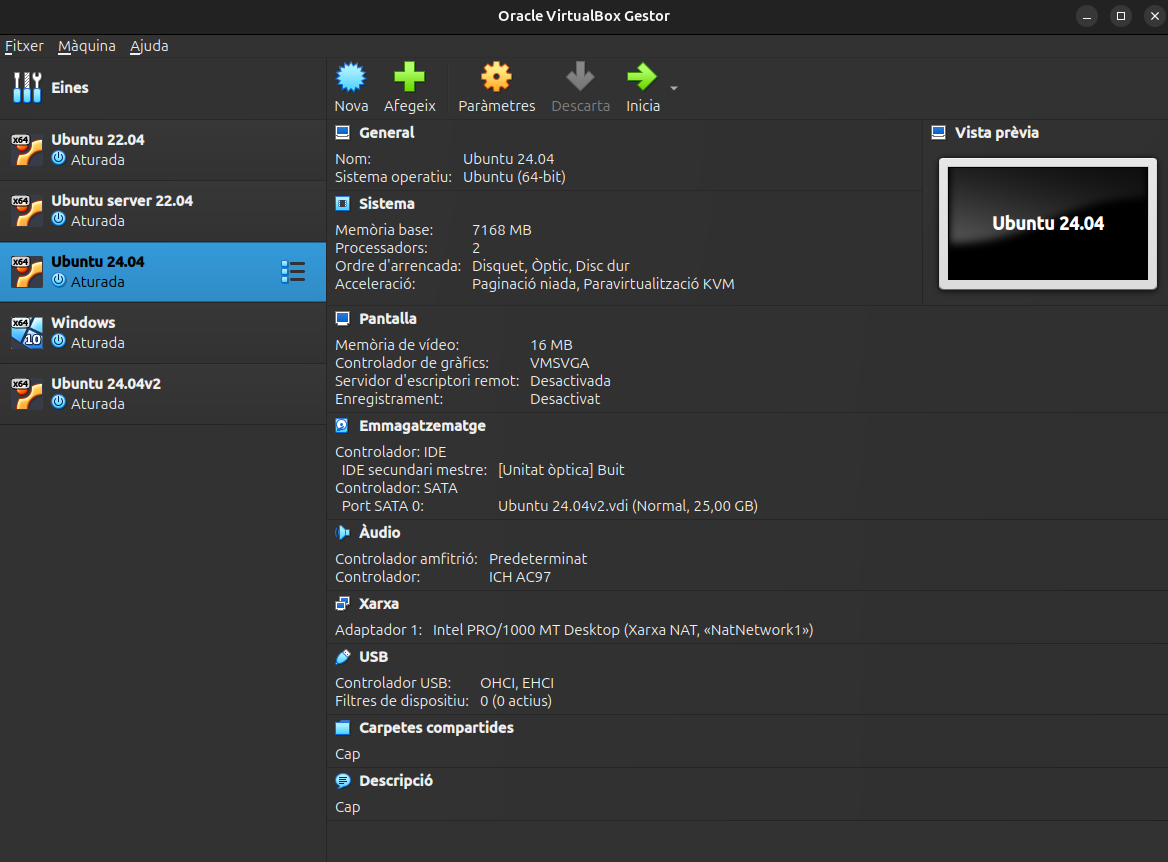 Oracle VirtualBox Gestor
Fitxer Màquina Ajuda
Eines
Nova Afegeix Paràmetres Descarta Inicia
x64 Ubuntu 22.04
Aturada
x64 Ubuntu server 22.04
Aturada
x64 Ubuntu 24.04
Aturada
x64 10 Windows
Aturada
x64 Ubuntu 24.04v2
Aturada
General
Nom: Ubuntu 24.04
Sistema operatiu: Ubuntu (64-bit)
Sistema
Memòria base: 7168 MB
Processadors: 2
Ordre d'arrencada: Disquet, Òptic, Disc dur
Acceleració: Paginació niada, Paravirtualització KVM
Vista prèvia
Ubuntu 24.04
Pantalla
Memòria de vídeo: 16 MB
Controlador de gràfics: VMSVGA
Servidor d'escriptori remot: Desactivada
Enregistrament: Desactivat
Emmagatzematge
Controlador: IDE
IDE secundari mestre: [Unitat òptica] Buit
Controlador: SATA
Port SATA 0: Ubuntu 24.04v2.vdi (Normal, 25,00 GB)
Àudio
Controlador amfitrió: Predeterminat
Controlador: ICH AC97
Xarxa
Adaptador 1: Intel PRO/1000 MT Desktop (Xarxa NAT, «NatNetwork1»)
USB
Controlador USB: OHCI, EHCI
Filtres de dispositiu: 0 (0 actius)
Carpetes compartides
Cap
Descripció
Cap